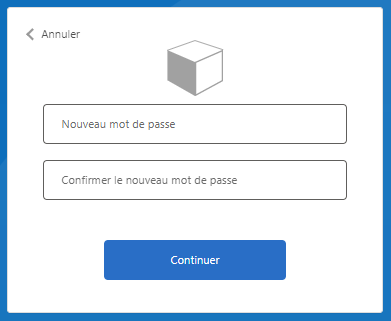 Annuler
Nouveau mot de passe
Confirmer le nouveau mot de passe
Continuer